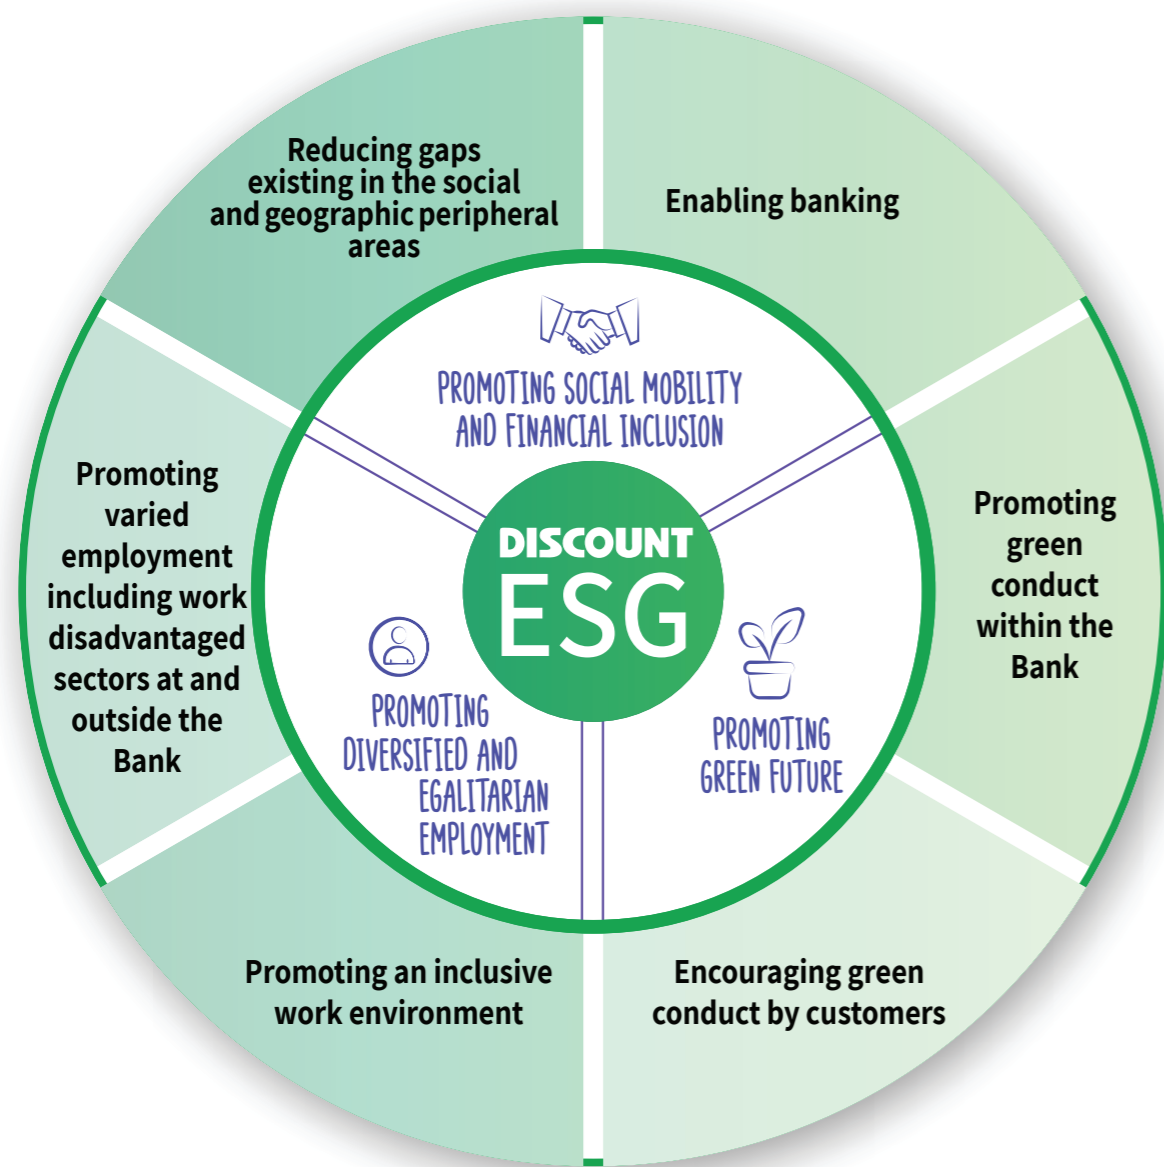 Reducing gaps
existing in the social
and geographic peripheral
areas
Enabling banking
PROMOTING SOCIAL MOBILITY
AND FINANCIAL INCLUSION
Promoting
varied
employment
including work
disadvantaged
sectors at and
outside the
Bank
DISCOUNT
ESG
Promoting
green
conduct
within the
Bank
PROMOTING
DIVERSIFIED AND
EGALITARIAN
EMPLOYMENT
PROMOTING
GREEN FUTURE
Promoting an inclusive
work environment
Encouraging green
conduct by customers